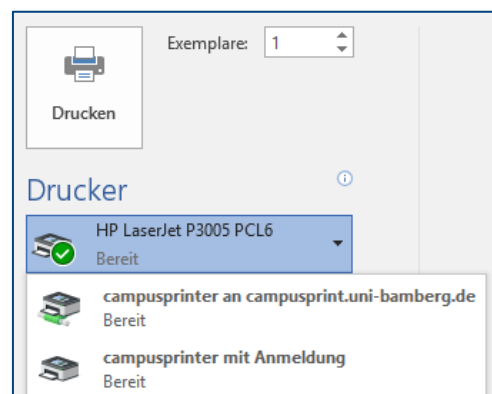 Exemplare: 1
Drucken
Drucker
HP LaserJet P3005 PCL6
Bereit
campusprinter an campusprint.uni-bamberg.de
Bereit
campusprinter mit Anmeldung
Bereit